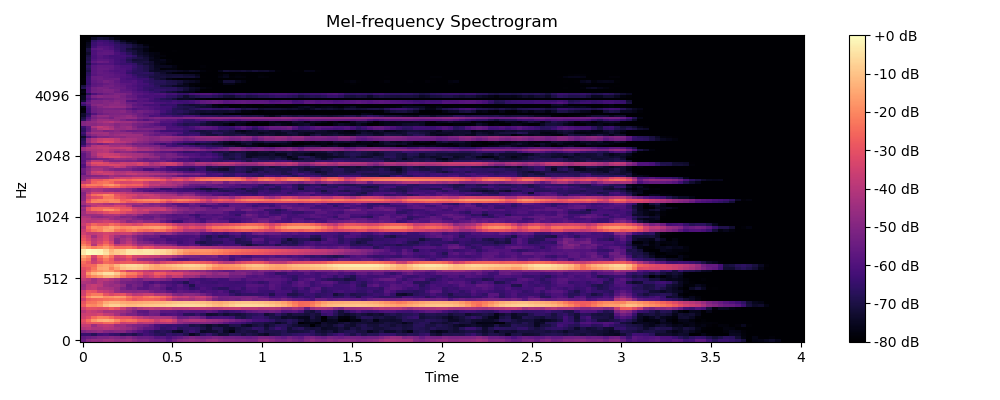 Mel-frequency Spectrogram
+0 dB
-10 dB
-20 dB
-30 dB
-40 dB
-50 dB
-60 dB
-70 dB
-80 dB
4096
2048
1024
512
0
Hz
0 0.5 1 1.5 2 2.5 3 3.5 4
Time